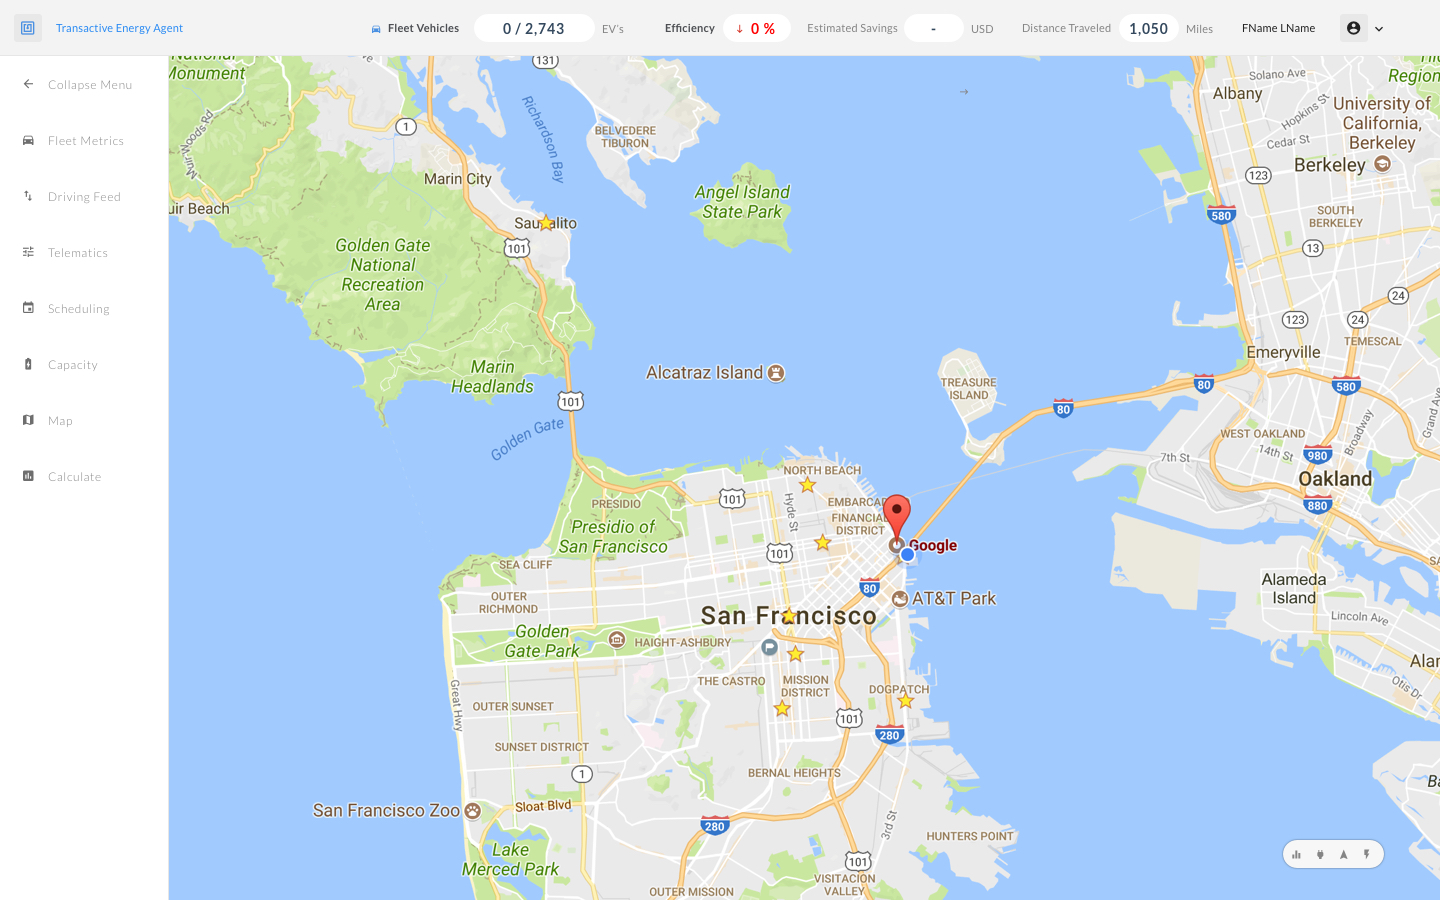 Transactive Energy Agent
Fleet Vehicles
0 / 2,743
EV's
Efficiency
↓ 0 %
Estimated Savings
-
USD
Distance Traveled
1,050
Miles
FName LName
Collapse Menu
Fleet Metrics
Driving Feed
Telematics
Scheduling
Capacity
Map
Calculate
National
Monument
Muir Woods Rd
uir Beach
1
131
Richardson Bay
BELVEDERE
TIBURON
Marin City
Angel Island
State Park
101
Golden Gate
National
Recreation
Area
Marin
Headlands
101
Golden Gate
Alcatraz Island
TREASURE
ISLAND
Albany
Solano Ave
Region
Hopkins St
University of
California,
Berkeley
Cedar St
Berkeley
123
580
SOUTH
BERKELEY
13
24
123
24
TEMESCAL
Emeryville
80
580
80
Grand Ave
Broadway
WEST OAKLAND
14th St
7th St
980
Oakland
880
Alameda
Island
Lincoln Ave
Otis Dr
NORTH BEACH
101
Hyde St
PRESIDIO
Presidio of
San Francisco
FINANCIAL
DISTRICT
Google
101
SEA CLIFF
80
OUTER
RICHMOND
AT&T Park
San Francisco
Golden
Gate Park
HAIGHT-ASHBURY
THE CASTRO
MISSION
DISTRICT
DOGPATCH
Great Hwy
OUTER SUNSET
101
280
SUNSET DISTRICT
1
BERNAL HEIGHTS
San Francisco Zoo
Sloat Blvd
280
3rd St
HUNTERS POINT
Lake
Merced Park
101
VISITACION
VALLEY
OUTER MISSION